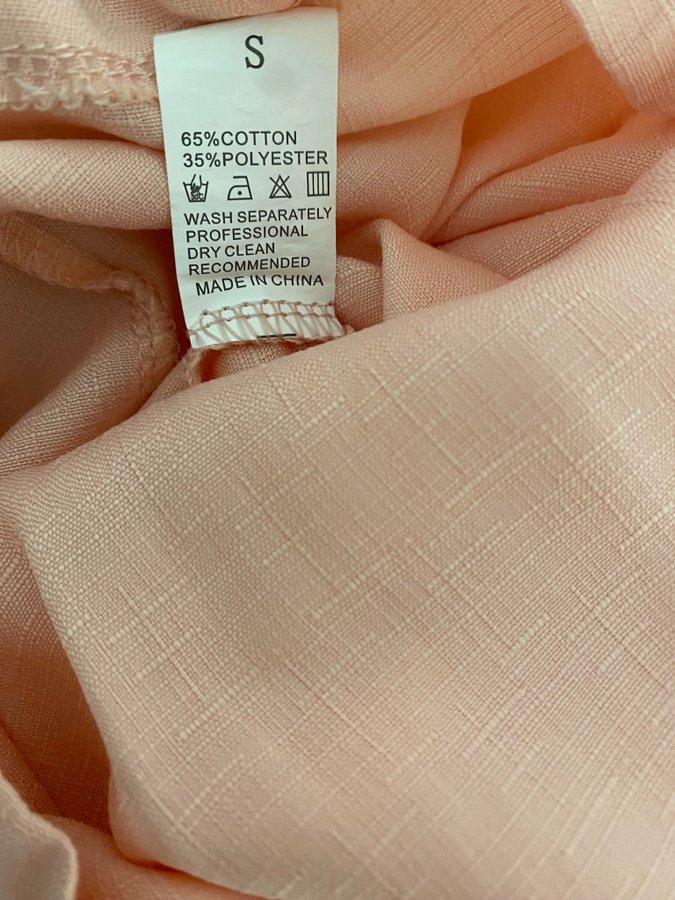 S
65%COTTON
35%POLYESTER
WASH SEPARATELY
PROFESSIONAL
DRY CLEAN
RECOMMENDED
MADE IN CHINA